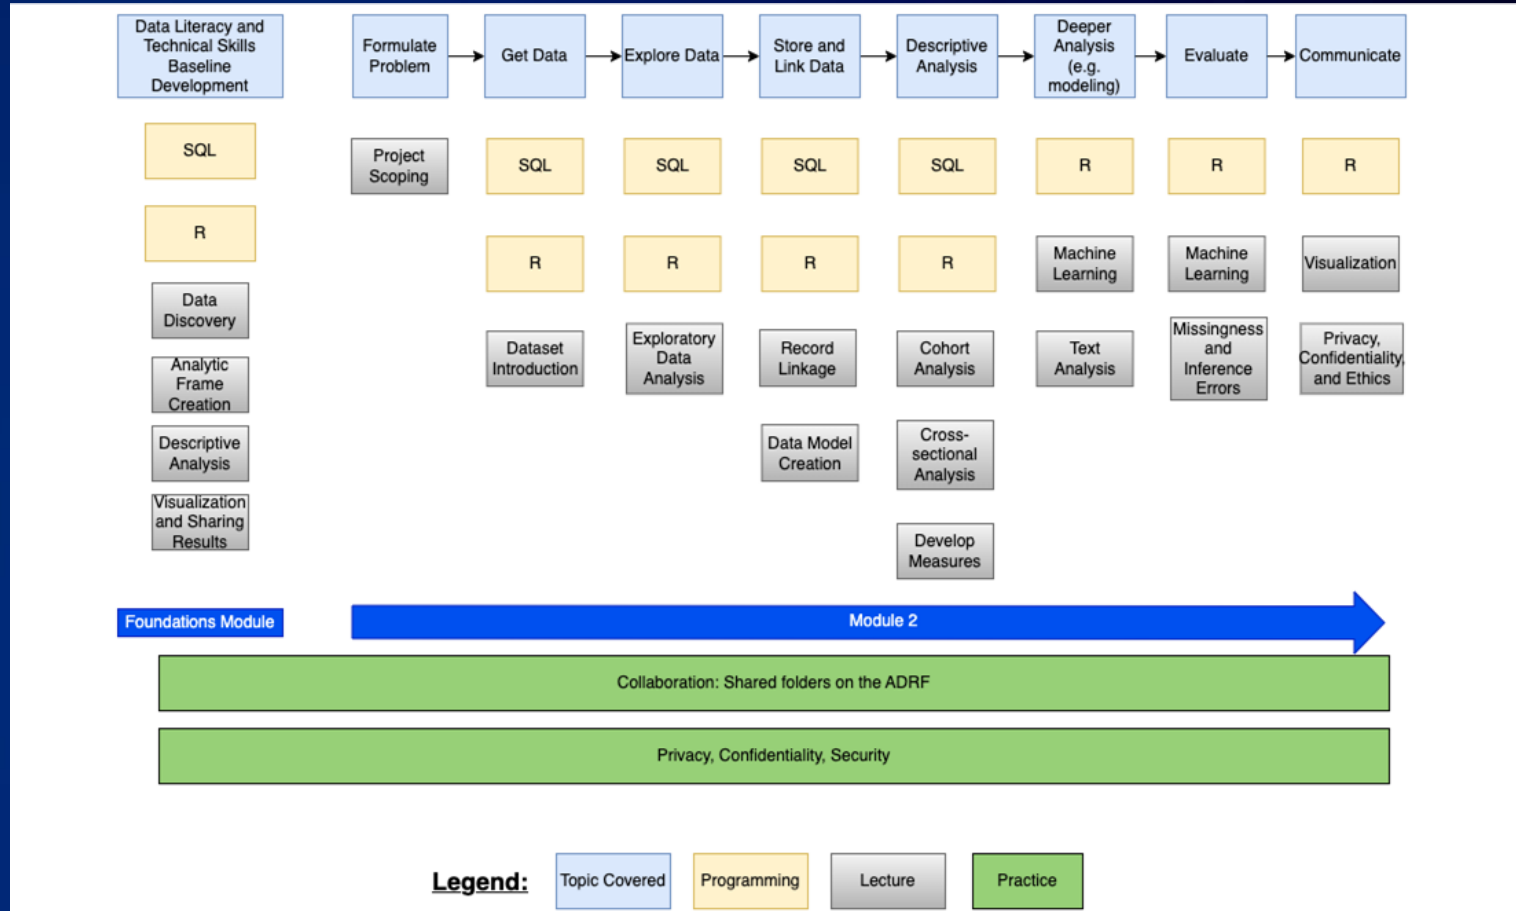 Data Literacy and
Technical Skills
Baseline
Development
Formulate
Problem
Get Data
Explore Data
Store and
Link Data
Descriptive
Analysis
Deeper
Analysis
(e.g.
modeling)
Evaluate
Communicate
SQL
R
Data
Discovery
Analytic
Frame
Creation
Descriptive
Analysis
Visualization
and Sharing
Results
Project
Scoping
SQL
R
Dataset
Introduction
SQL
R
Exploratory
Data
Analysis
SQL
R
Record
Linkage
Data Model
Creation
SQL
R
Cohort
Analysis
Cross-
sectional
Analysis
Develop
Measures
R
Machine
Learning
Text
Analysis
R
Machine
Learning
Missingness
and
Inference
Errors
R
Visualization
Privacy,
Confidentiality,
and Ethics
Foundations Module
Module 2
Collaboration: Shared folders on the ADRF
Privacy, Confidentiality, Security
Legend:
Topic Covered
Programming
Lecture
Practice